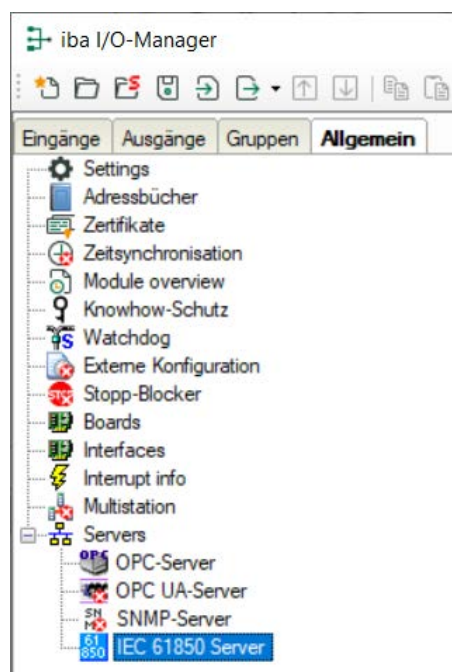 iba I/O-Manager
Eingänge Ausgänge Gruppen Allgemein
Settings
Adressbücher
Zertifikate
Zeitsynchronisation
Module overview
Knowhow-Schutz
Watchdog
Externe Konfiguration
Stopp-Blocker
Boards
Interfaces
Interrupt info
Multistation
Servers
OPC-Server
OPC UA-Server
SNMP-Server
IEC 61850 Server